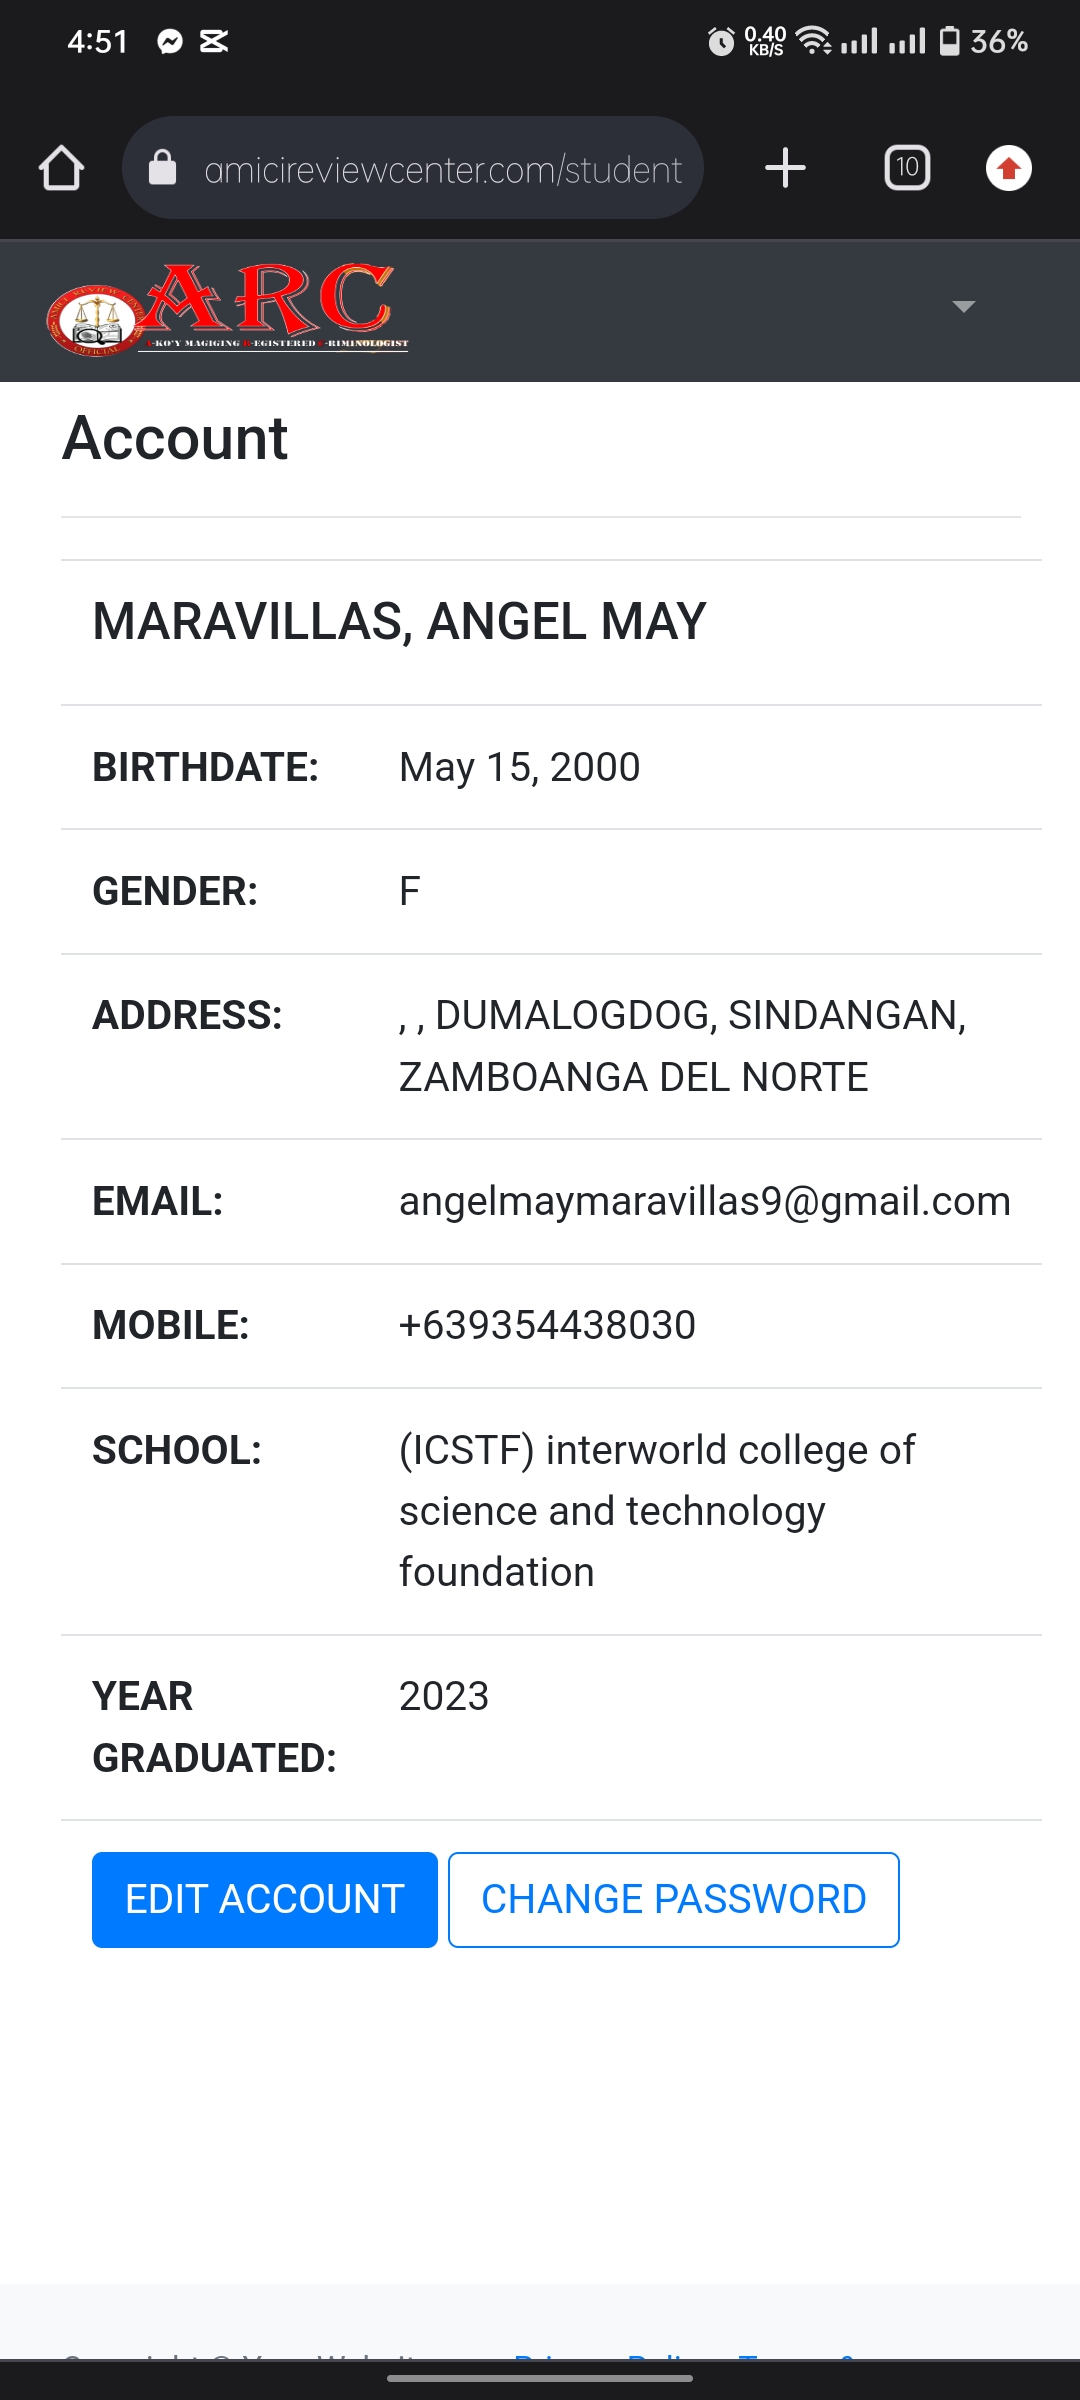 4:51
0.40 KB/S
36%
amicireviewcenter.com/student
10
ARC
-KO'Y MAGIGING R-EGISTERED C-RIMINOLOGIST
OFFICIAL
Account
MARAVILLAS, ANGEL MAY
BIRTHDATE: May 15, 2000
GENDER: F
ADDRESS: , , DUMALOGDOG, SINDANGAN,
ZAMBOANGA DEL NORTE
EMAIL: angelmaymaravillas9@gmail.com
MOBILE: +639354438030
SCHOOL: (ICSTF) interworld college of
science and technology
foundation
YEAR 2023
GRADUATED:
EDIT ACCOUNT CHANGE PASSWORD